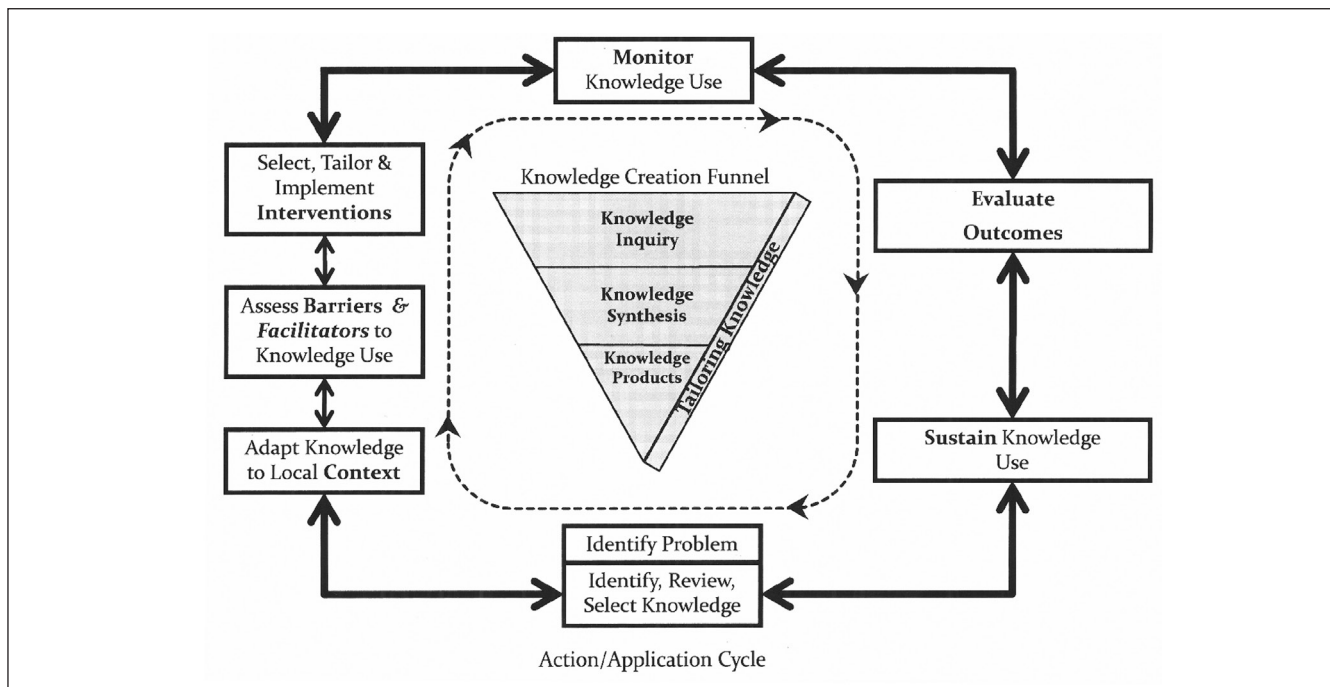 Monitor
Knowledge Use
Select, Tailor &
Implement
Interventions
Knowledge Creation Funnel
Knowledge
Inquiry
Evaluate
Outcomes
Tailoring Knowledge
Assess Barriers &
Facilitators to
Knowledge Use
Knowledge
Synthesis
Knowledge
Products
Adapt Knowledge
to Local Context
Sustain Knowledge
Use
Identify Problem
Identify, Review,
Select Knowledge
Action/Application Cycle